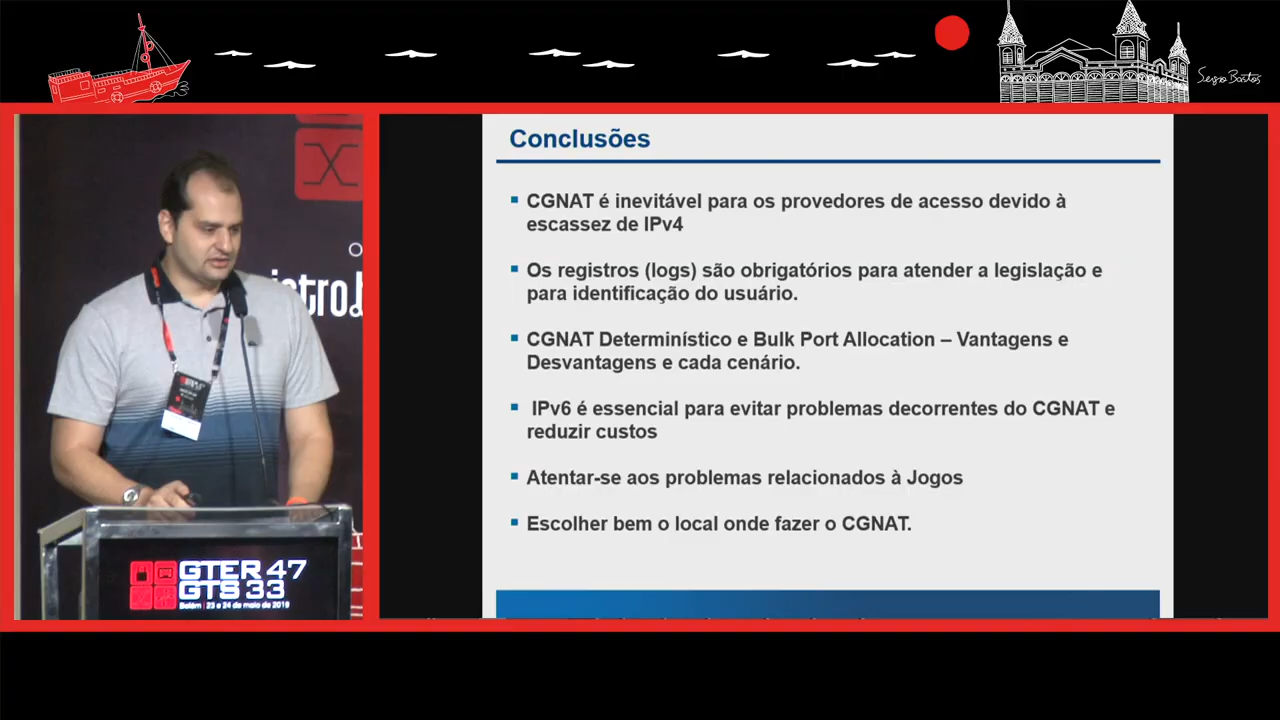 Sergio Bastos
Conclusões
CGNAT é inevitável para os provedores de acesso devido à
escassez de IPv4
Os registros (logs) são obrigatórios para atender a legislação e
para identificação do usuário.
CGNAT Determinístico e Bulk Port Allocation – Vantagens e
Desvantagens e cada cenário.
IPv6 é essencial para evitar problemas decorrentes do CGNAT e
reduzir custos
Atentar-se aos problemas relacionados à Jogos
Escolher bem o local onde fazer o CGNAT.
GTER 47
GTS 33
Belém | 23 e 24 de maio de 2019